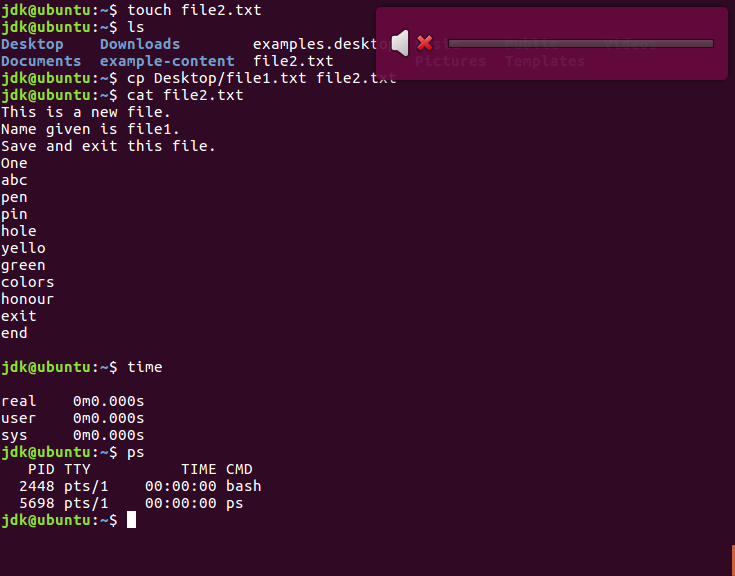 jdk@ubuntu:~$ touch file2.txt
jdk@ubuntu:~$ ls
Desktop    Downloads        examples.deskto Public    Videos
Documents  example-content  file2.txt         Pictures  Templates
jdk@ubuntu:~$ cp Desktop/file1.txt file2.txt
jdk@ubuntu:~$ cat file2.txt
This is a new file.
Name given is file1.
Save and exit this file.
One
abc
pen
pin
hole
yello
green
colors
honour
exit
end
jdk@ubuntu:~$ time
real    0m0.000s
user    0m0.000s
sys     0m0.000s
jdk@ubuntu:~$ ps
   PID TTY          TIME CMD
  2448 pts/1    00:00:00 bash
  5698 pts/1    00:00:00 ps
jdk@ubuntu:~$